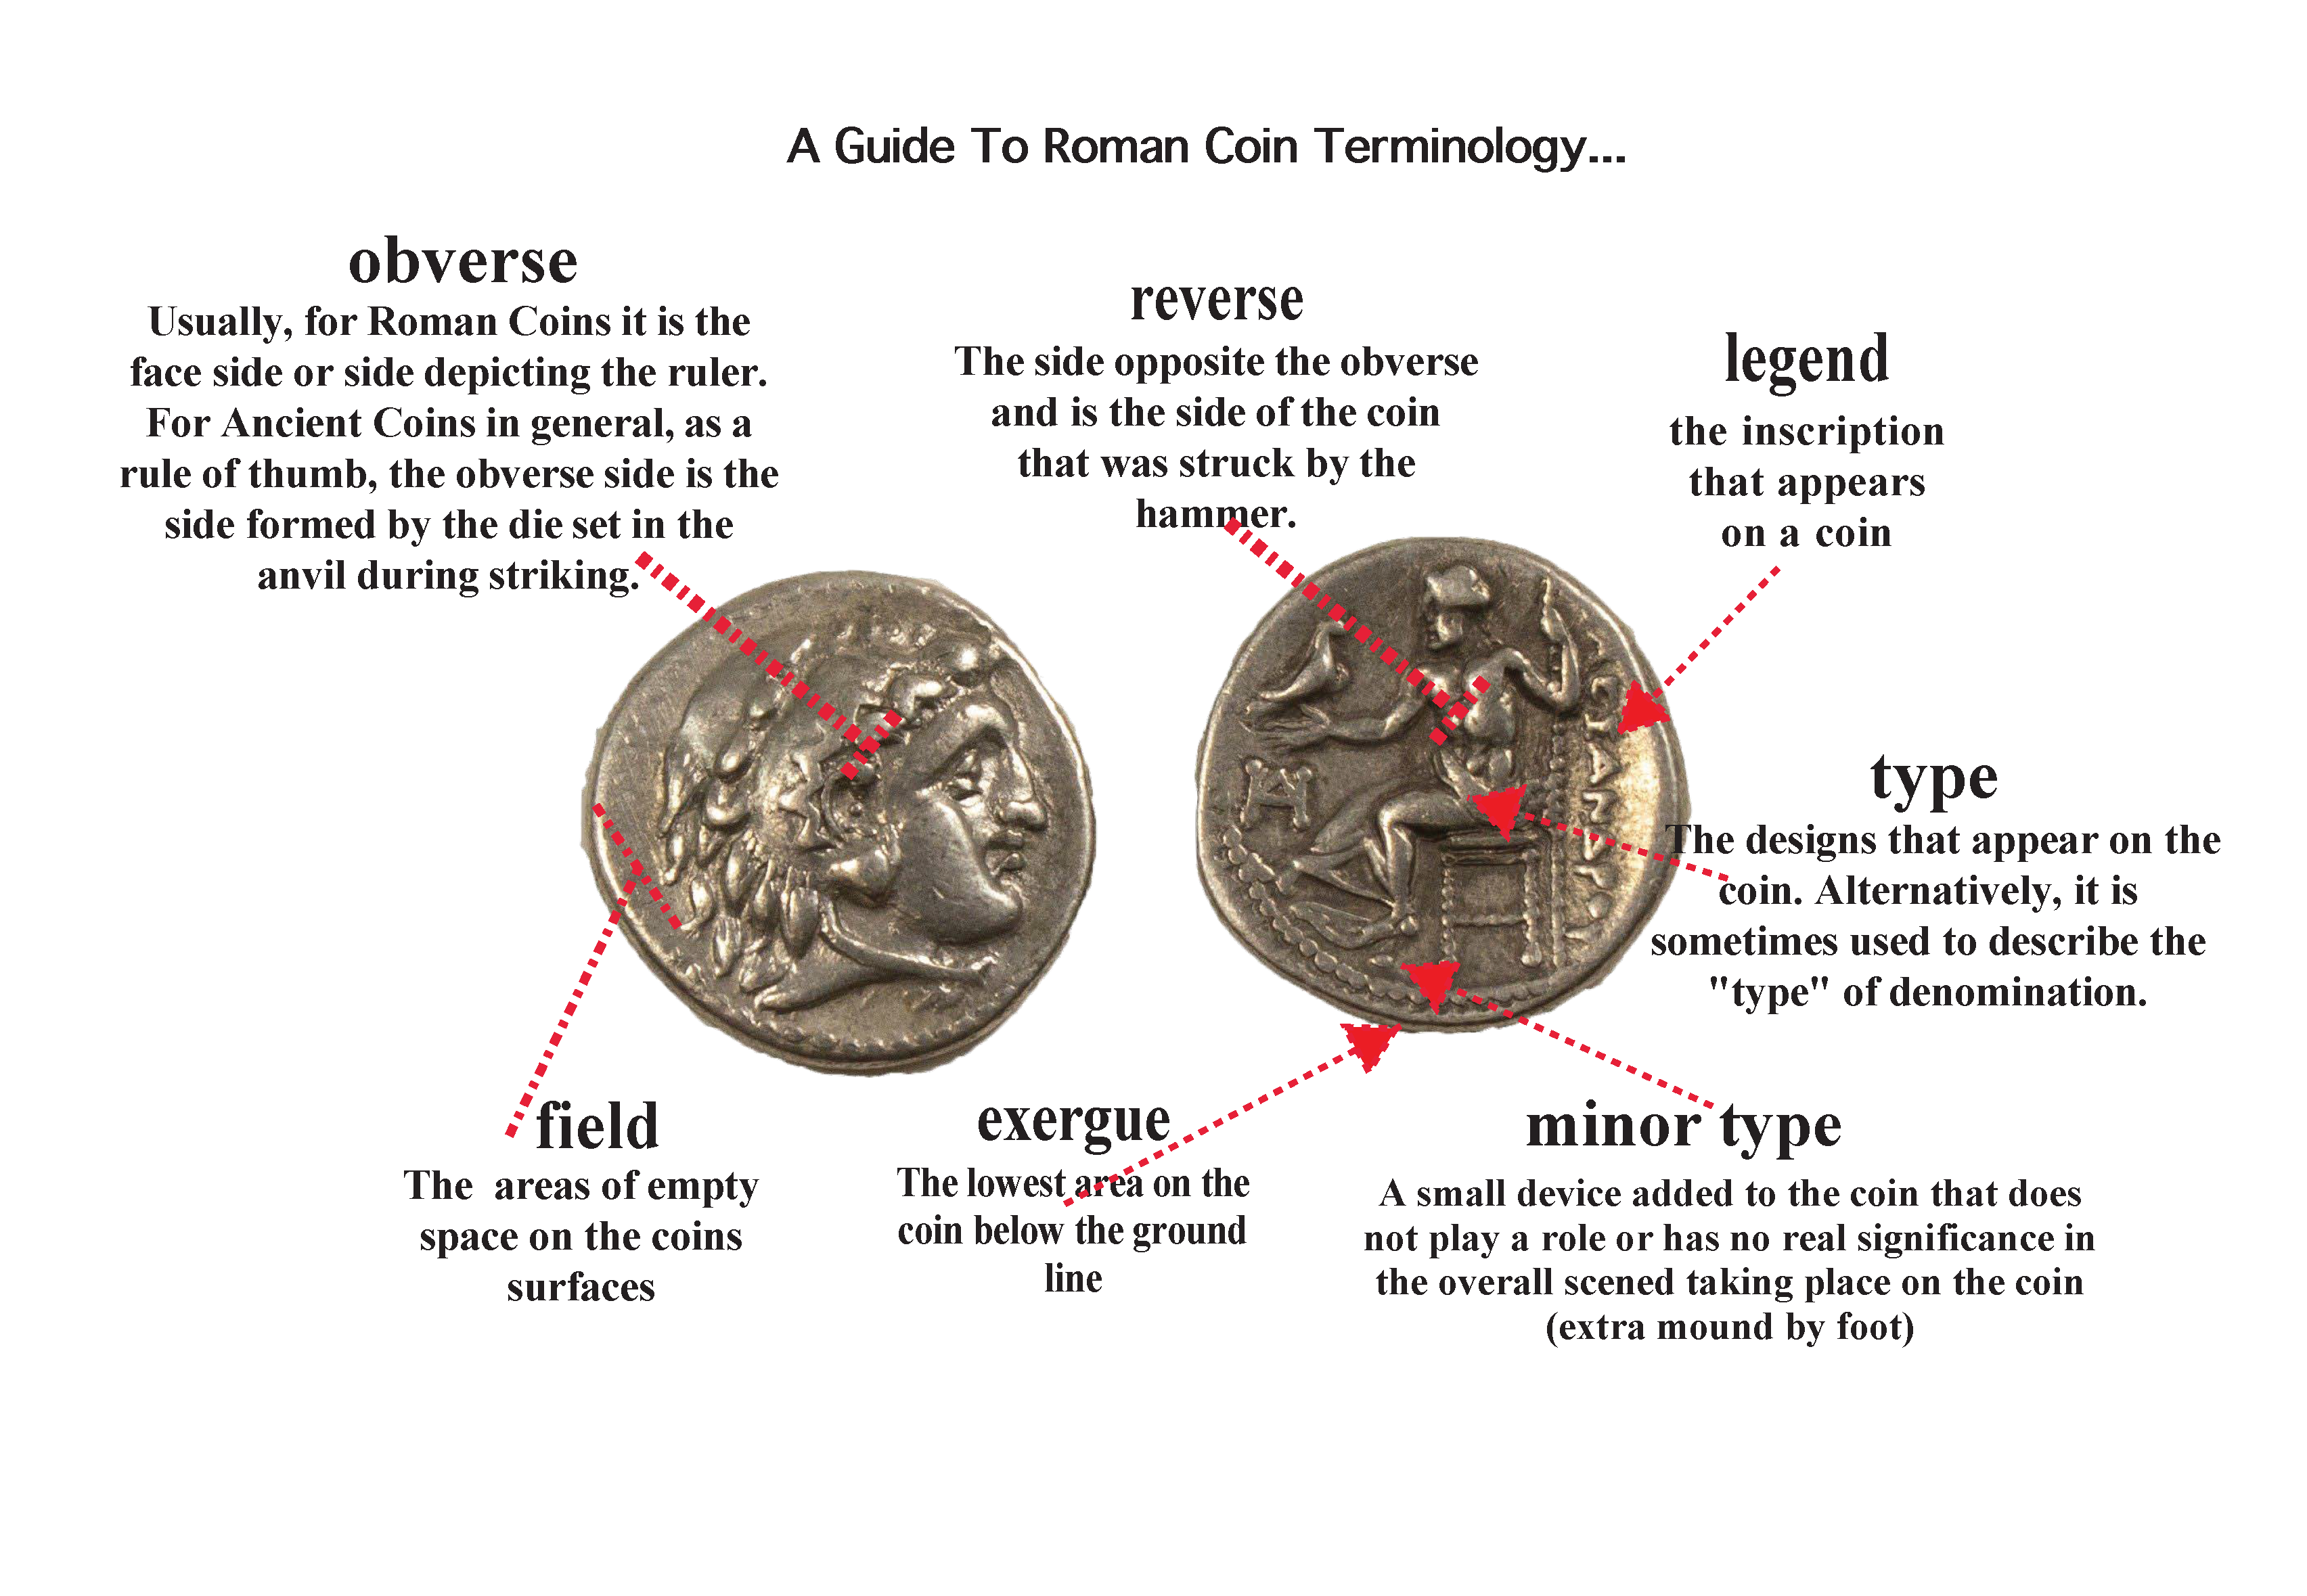 A Guide To Roman Coin Terminology...
obverse
Usually, for Roman Coins it is the
face side or side depicting the ruler.
For Ancient Coins in general, as a
rule of thumb, the obverse side is the
side formed by the die set in the
anvil during striking.
reverse
The side opposite the obverse
and is the side of the coin
that was struck by the
hammer.
legend
the inscription
that appears
on a coin
type
The designs that appear on the
coin. Alternatively, it is
sometimes used to describe the
"type" of denomination.
field
The areas of empty
space on the coins
surfaces
exergue
The lowest area on the
coin below the ground
line
minor type
A small device added to the coin that does
not play a role or has no real significance in
the overall scened taking place on the coin
(extra mound by foot)